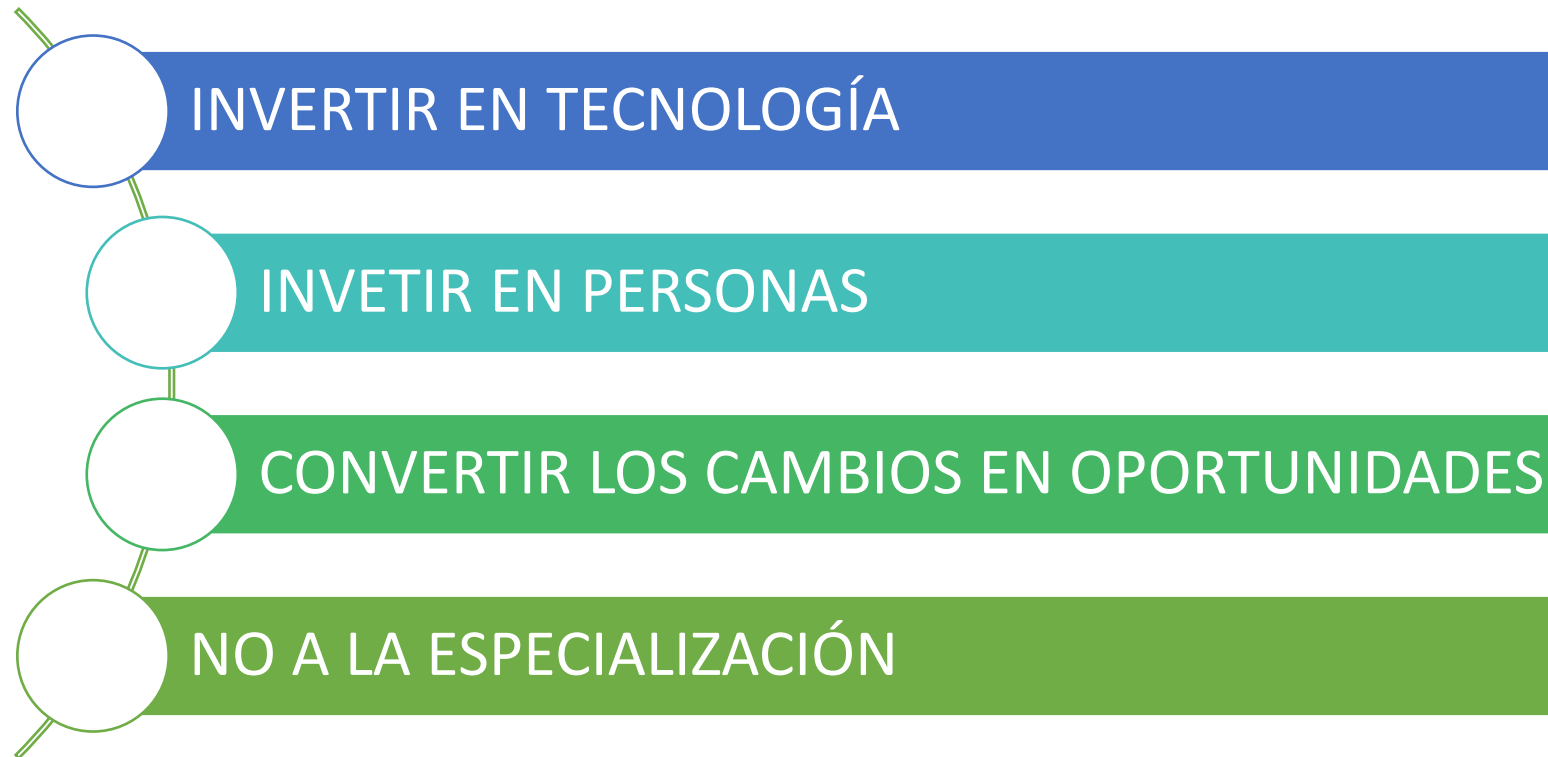 INVERTIR EN TECNOLOGÍA
INVETIR EN PERSONAS
CONVERTIR LOS CAMBIOS EN OPORTUNIDADES
NO A LA ESPECIALIZACIÓN